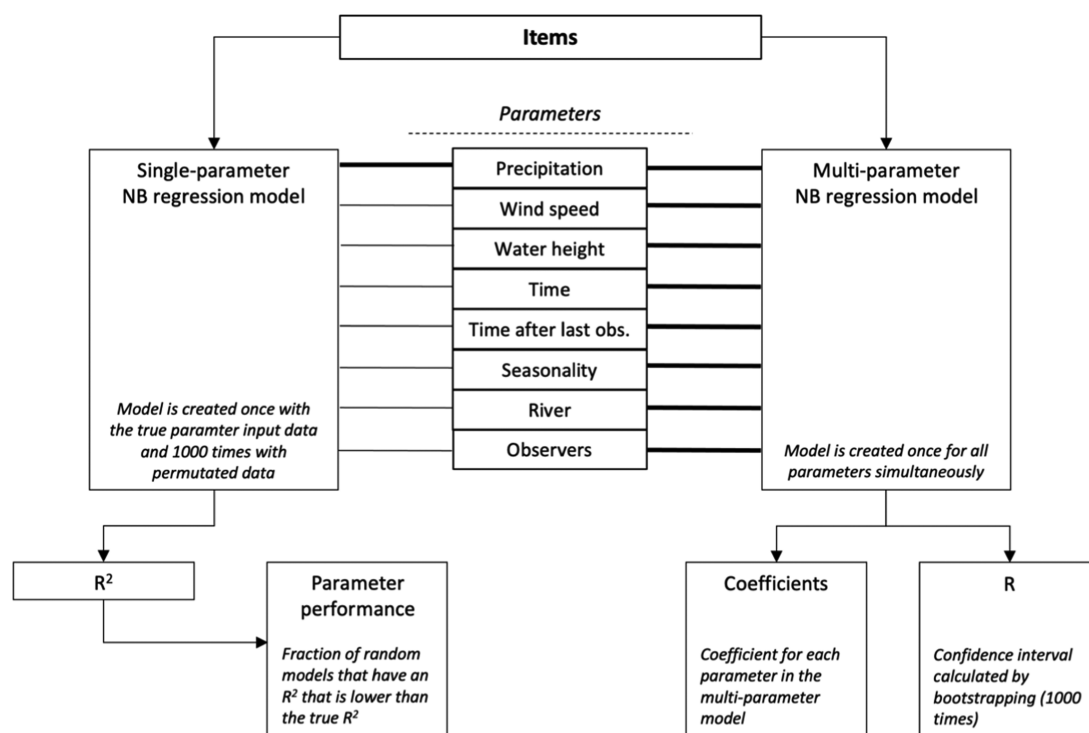 Items
Parameters
Single-parameter
NB regression model
Model is created once with
the true paramter input data
and 1000 times with
permutated data
Precipitation
Wind speed
Water height
Time
Time after last obs.
Seasonality
River
Observers
Multi-parameter
NB regression model
Model is created once for all
parameters simultaneously
R²
Parameter
performance
Fraction of random
models that have an
R² that is lower than
the true R²
Coefficients
Coefficient for each
parameter in the
multi-parameter
model
R
Confidence interval
calculated by
bootstrapping (1000
times)